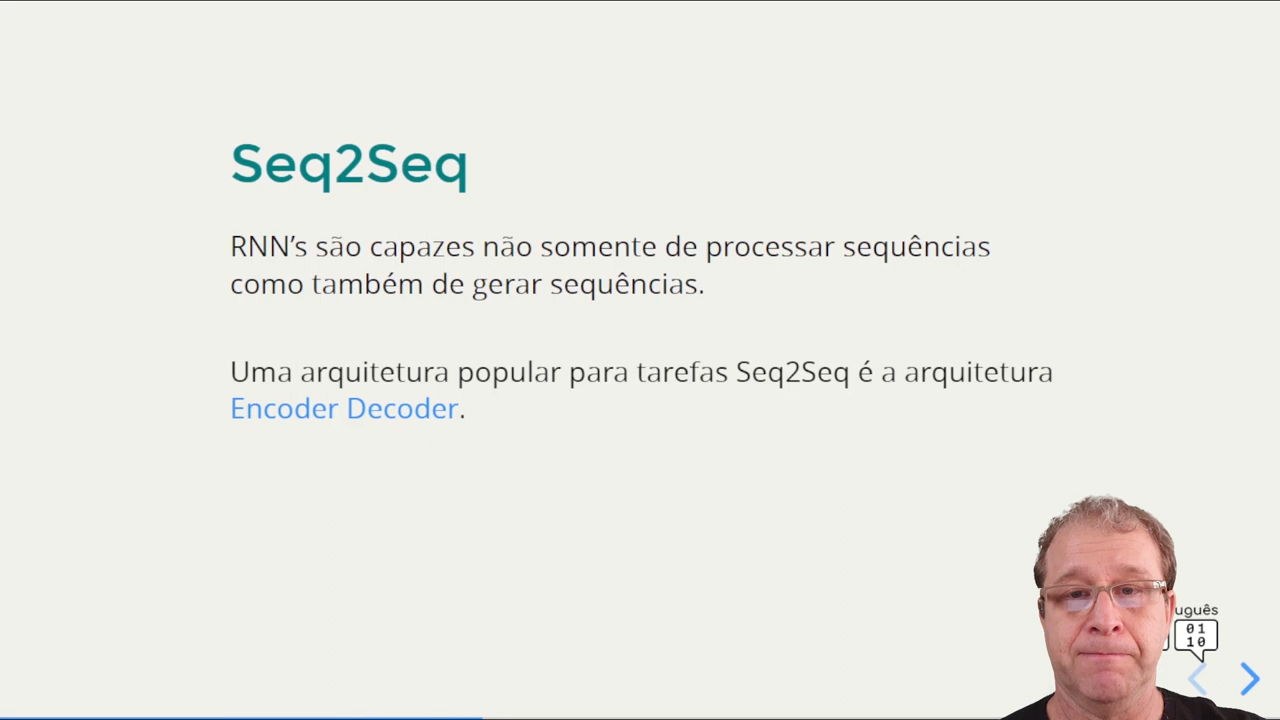 Seq2Seq
RNN’s são capazes não somente de processar sequências
como também de gerar sequências.
Uma arquitetura popular para tarefas Seq2Seq é a arquitetura
Encoder Decoder.
uguês
01
10